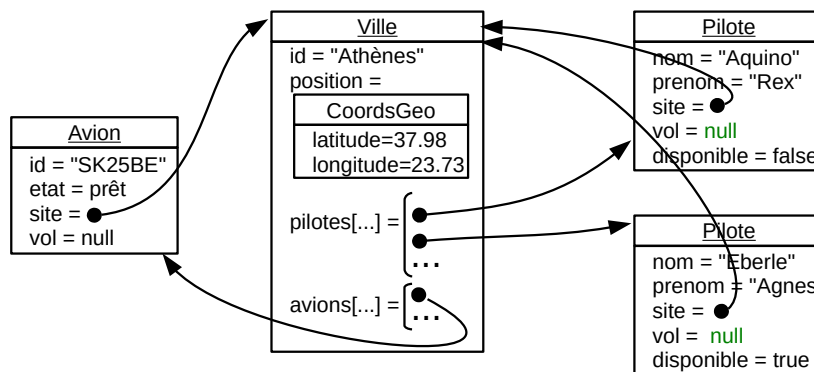 Avion
id = "SK25BE"
etat = prêt
site =
vol = null
Ville
id = "Athènes"
position =
CoordsGeo
latitude=37.98
longitude=23.73
pilotes[...] =
...
avions[...] =
...
Pilote
nom = "Aquino"
prenom = "Rex"
site =
vol = null
disponible = false
Pilote
nom = "Eberle"
prenom = "Agnes
site =
vol = null
disponible = true